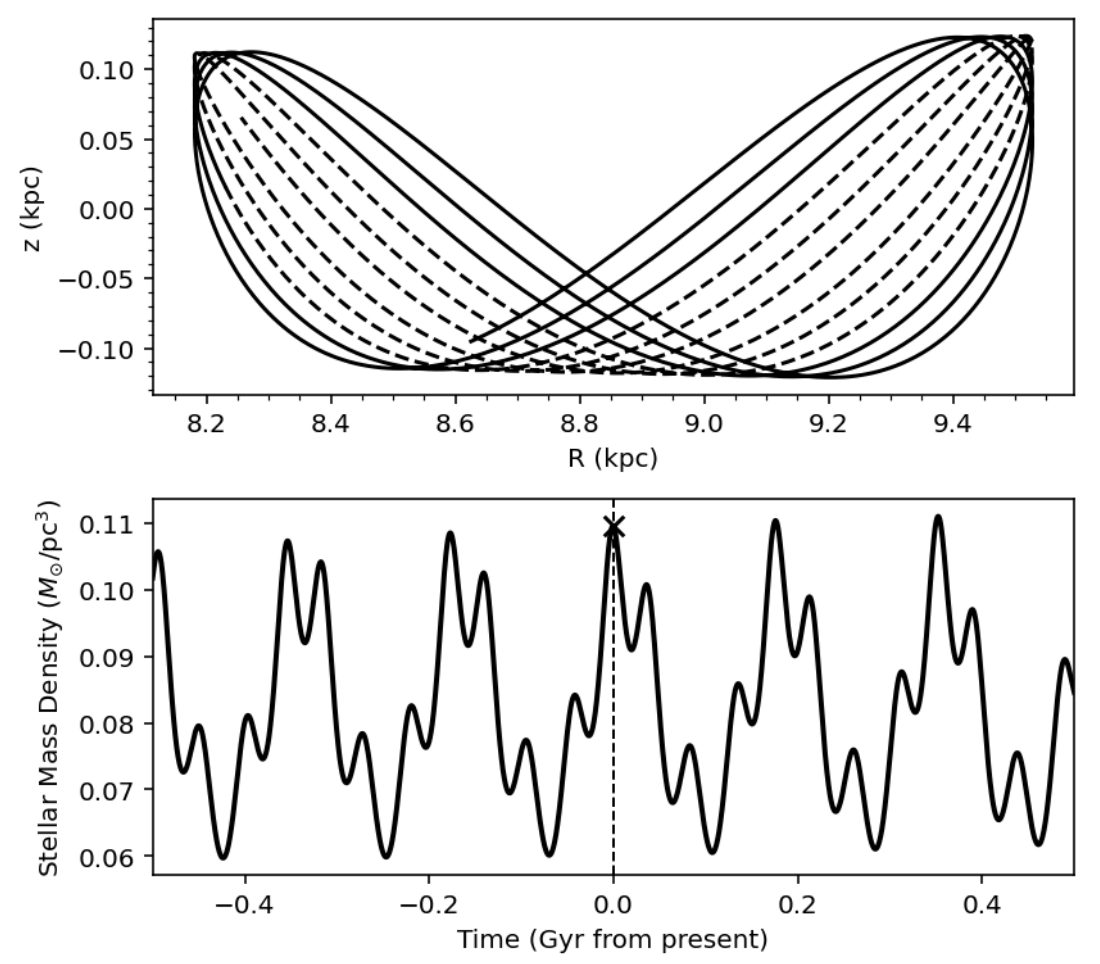 0.10
0.05
0.00
−0.05
−0.10
z (kpc)
8.2 8.4 8.6 8.8 9.0 9.2 9.4
R (kpc)
0.11
0.10
0.09
0.08
0.07
0.06
Stellar Mass Density (M☉/pc³)
−0.4 −0.2 0.0 0.2 0.4
Time (Gyr from present)